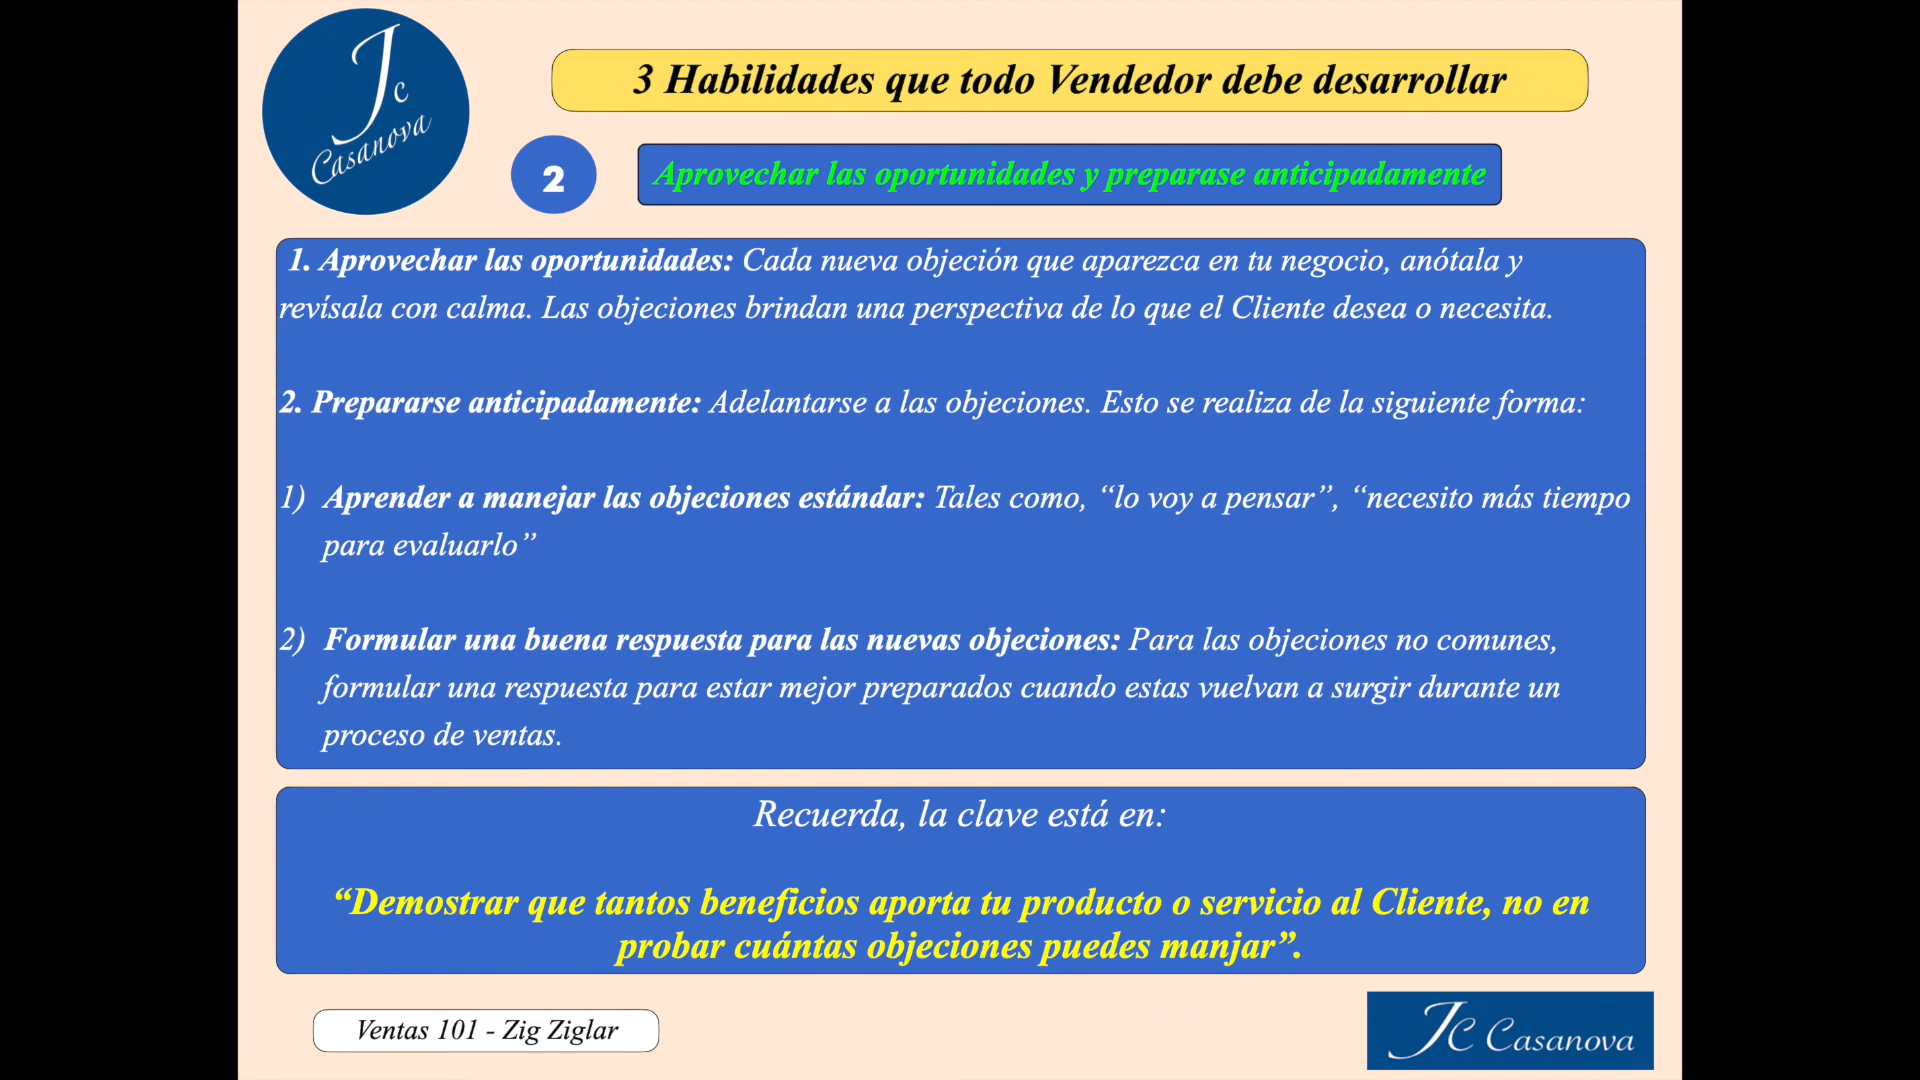 Jc
Casanova
3 Habilidades que todo Vendedor debe desarrollar
2
Aprovechar las oportunidades y preparase anticipadamente
1. Aprovechar las oportunidades: Cada nueva objeción que aparezca en tu negocio, anótala y
revísala con calma. Las objeciones brindan una perspectiva de lo que el Cliente desea o necesita.
2. Prepararse anticipadamente: Adelantarse a las objeciones. Esto se realiza de la siguiente forma:
1) Aprender a manejar las objeciones estándar: Tales como, “lo voy a pensar”, “necesito más tiempo
para evaluarlo”
2) Formular una buena respuesta para las nuevas objeciones: Para las objeciones no comunes,
formular una respuesta para estar mejor preparados cuando estas vuelvan a surgir durante un
proceso de ventas.
Recuerda, la clave está en:
“Demostrar que tantos beneficios aporta tu producto o servicio al Cliente, no en
probar cuántas objeciones puedes manjar”.
Ventas 101 - Zig Ziglar
JC Casanova